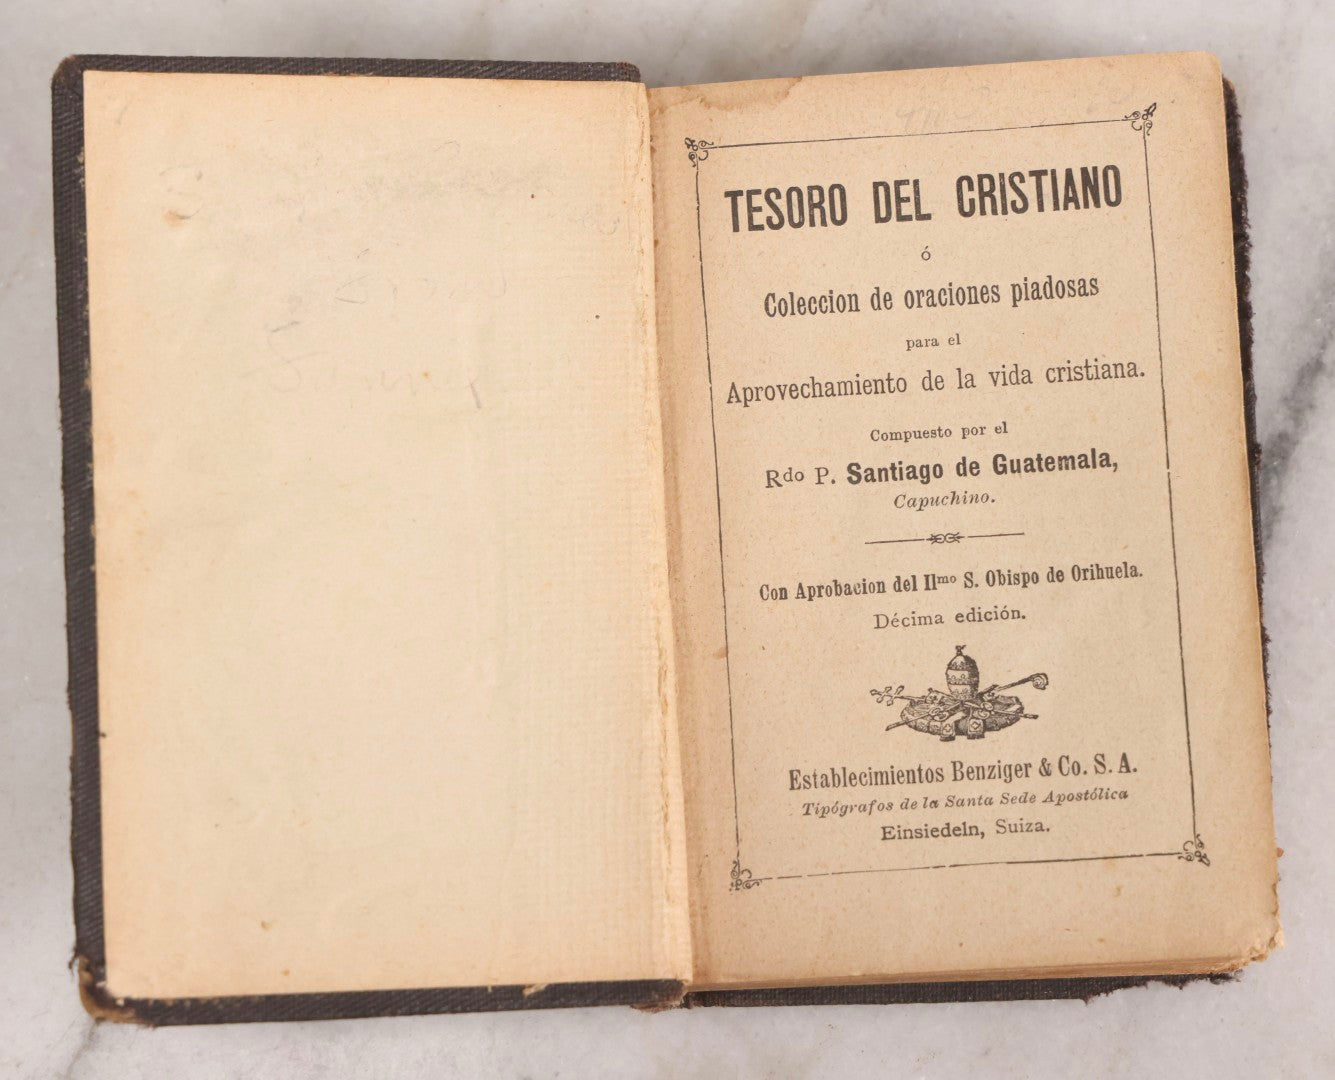 TESORO DEL CRISTIANO
ó
Coleccion de oraciones piadosas
para el
Aprovechamiento de la vida cristiana.
Compuesto por el
Rdo P. Santiago de Guatemala,
Capuchino.
Con Aprobacion del Ilmo S. Obispo de Orihuela.
Décima edición.
Establecimientos Benziger & Co. S. A.
Tipógrafos de la Santa Sede Apostólica
Einsiedeln, Suiza.